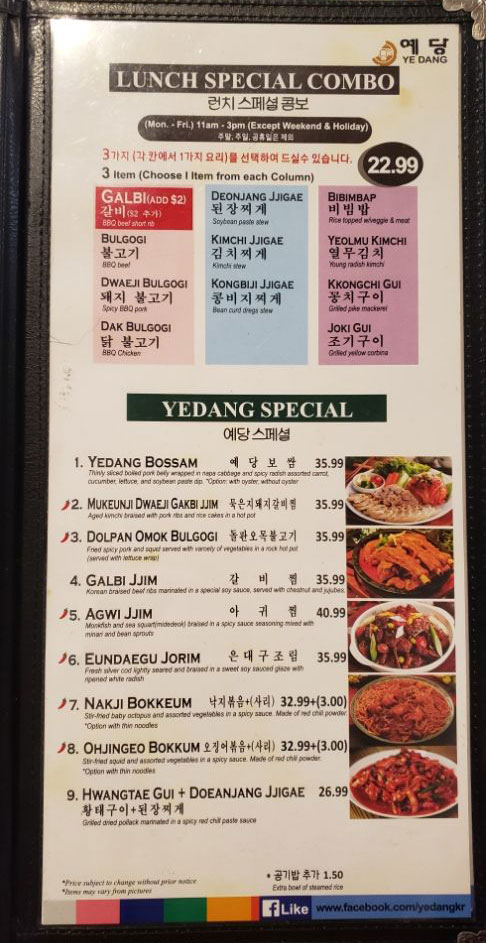 예 당
YE DANG
LUNCH SPECIAL COMBO
런치 스페셜 콤보
(Mon. - Fri.) 11am - 3pm (Except Weekend & Holiday)
주말, 주일, 공휴일은 제외
3가지 (각 칸에서 1가지 요리)를 선택하여 드실수 있습니다.
3 Item (Choose I Item from each Column)
22.99
GALBI(ADD $2)
갈비($2 추가)
BBQ beef short rib
BULGOGI
불고기
BBQ beef
DWAEJI BULGOGI
돼지 불고기
Spicy BBQ pork
DAK BULGOGI
닭 불고기
BBQ Chicken
DEONJANG JJIGAE
된장찌개
Soybean paste stew
KIMCHI JJIGAE
김치찌개
Kimchi stew
KONGBIJI JJIGAE
콩비지찌개
Bean curd dregs stew
BIBIMBAP
비빔밥
Rice topped w/veggie & meat
YEOLMU KIMCHI
열무김치
Young radish kimchi
KKONGCHI GUI
꽁치구이
Grilled pike mackerel
JOKI GUI
조기구이
Grilled yellow corbina
YEDANG SPECIAL
예당 스페셜
1. YEDANG BOSSAM 예 당 보 쌈 35.99
Thinly sliced boiled pork belly wrapped in napa cabbage and spicy radish assorted carrot,
cucumber, lettuce, and soybean paste dip. *Option: with oyster, without oyster
2. MUKEUNJI DWAEJI GAKBI JJIM 묵은지돼지갈비찜 35.99
Aged kimchi braised with pork ribs and rice cakes in a hot pot
3. DOLPAN OMOK BULGOGI 돌판오목불고기 35.99
Fried spicy pork and squid served with varoety of vegetables in a rock hot pot
(served with lettuce wrap)
4. GALBI JJIM 갈 비 찜 35.99
Korean braised beef ribs marinated in a special soy sauce, served with chestnut and jujubes.
5. AGWI JJIM 아 귀 찜 40.99
Monkfish and sea squart(midedeok) braised in a spicy sauce seasoning mixed with
minari and bean sprouts
6. EUNDAEGU JORIM 은대구조림 35.99
Fresh silver cod lightly seared and braised in a sweet soy sauced glaze with
ripened white radish
7. NAKJI BOKKEUM 낙지볶음+(사리) 32.99+(3.00)
Stir-fried baby octopus and assorted vegetables in a spicy sauce. Made of red chili powder.
*Option with thin noodles
8. OHJINGEO BOKKUM 오징어볶음+(사리) 32.99+(3.00)
Stir-fried squid and assorted vegetables in a spicy sauce. Made of red chili powder.
*Option with thin noodles
9. HWANGTAE GUI + DOEANJANG JJIGAE 26.99
황태구이+된장찌게
Grilled dried pollack marinated in a spicy red chili paste sauce
• 공기밥 추가 1.50
Extra bowl of steamed rice
*Price subject to change without prior notice
*Items may vary from pictures
f Like www.facebook.com/yedangkr